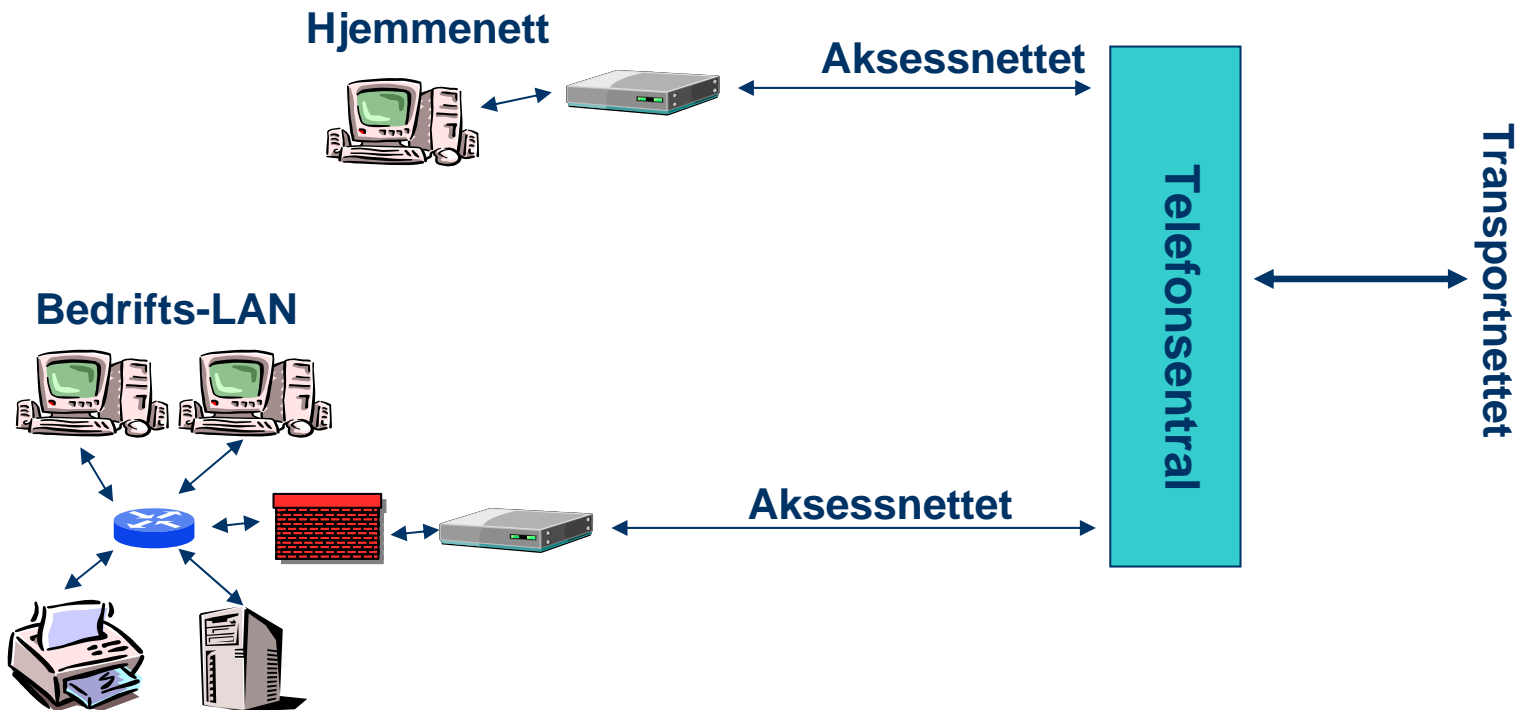 Hjemmenett
Aksessnettet
Telefonsentral
Transportnettet
Bedrifts-LAN
Aksessnettet